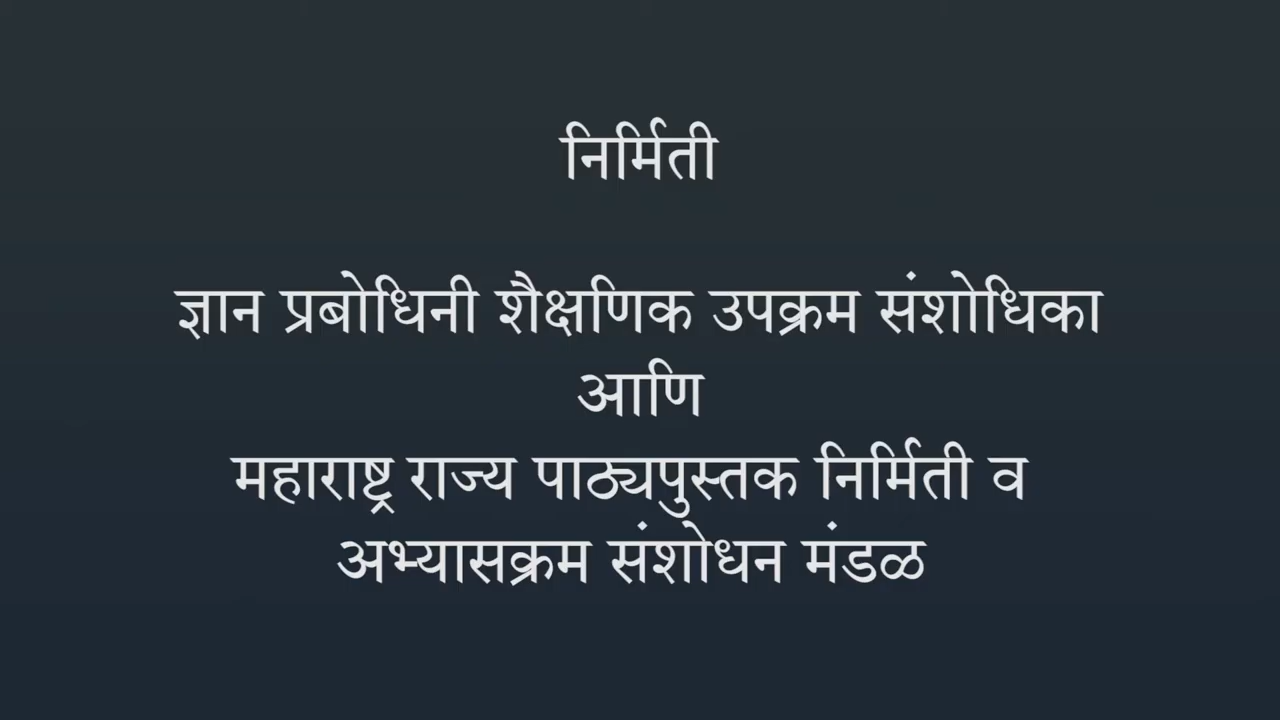 निर्मिती
ज्ञान प्रबोधिनी शैक्षणिक उपक्रम संशोधिका
आणि
महाराष्ट्र राज्य पाठ्यपुस्तक निर्मिती व
अभ्यासक्रम संशोधन मंडळ